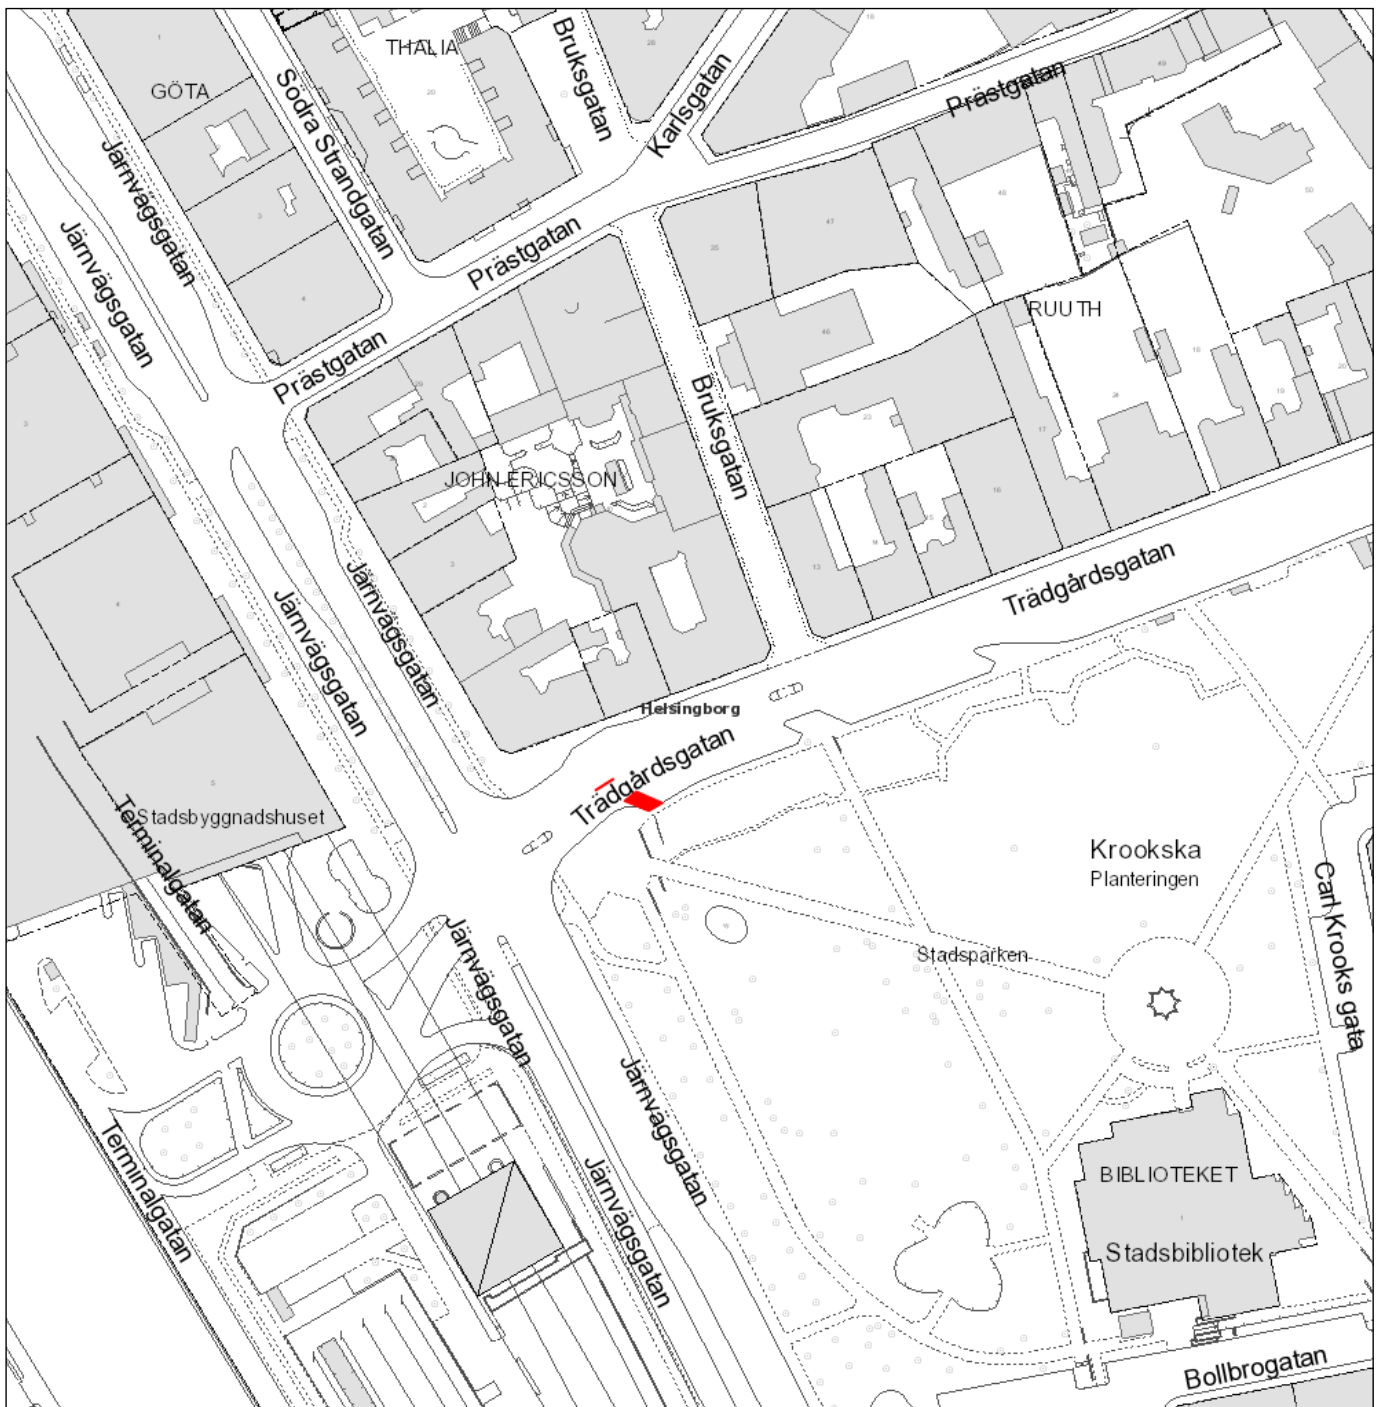 THALIA
GÖTA
Bruksgatan
Karlsgatan
Prästgatan
Södra Strandgatan
Järnvägsgatan
Järnvägsgatan
Prästgatan
RUUTH
Prästgatan
Bruksgatan
JOHN ERICSSON
Trädgårdsgatan
Järnvägsgatan
Järnvägsgatan
Helsingborg
Trädgårdsgatan
Stadsbyggnadshuset
Terminalgatan
Krookska
Planteringen
Carl Krooks gata
Stadsparken
Järnvägsgatan
Järnvägsgatan
Terminalgatan
Järnvägsgatan
BIBLIOTEKET
Stadsbibliotek
Bollbrogatan